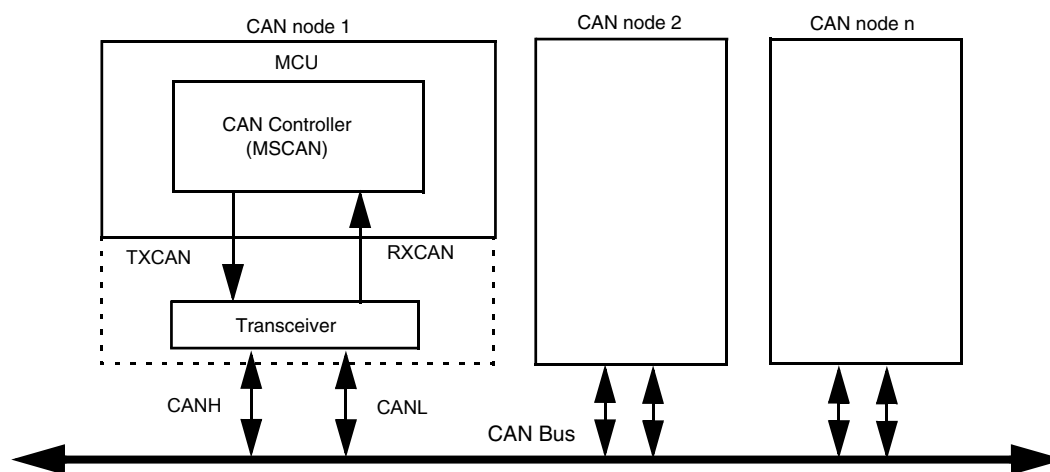 CAN node 1
CAN node 2
CAN node n
MCU
CAN Controller
(MSCAN)
TXCAN
RXCAN
Transceiver
CANH
CANL
CAN Bus